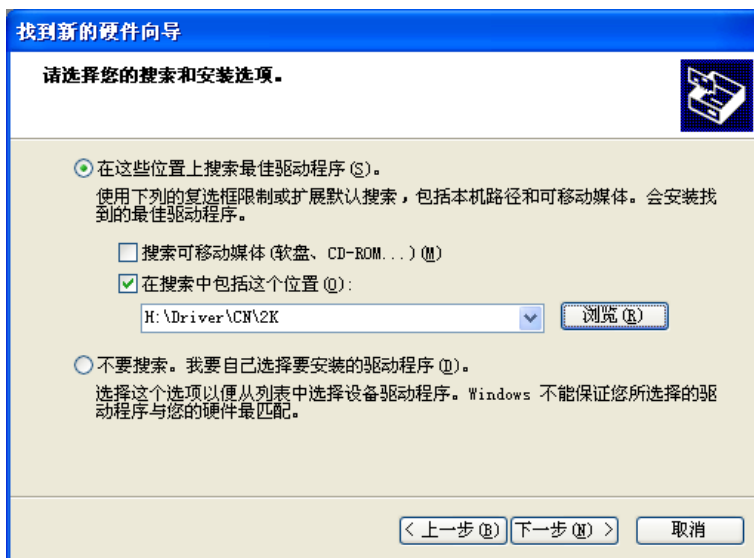 找到新的硬件向导
请选择您的搜索和安装选项。
在这些位置上搜索最佳驱动程序(S)。
使用下列的复选框限制或扩展默认搜索，包括本机路径和可移动媒体。会安装找
到的最佳驱动程序。
搜索可移动媒体(软盘、CD-ROM...)(M)
在搜索中包括这个位置(O):
H:\Driver\CN\2K
浏览(R)
不要搜索。我要自己选择要安装的驱动程序(D)。
选择这个选项以便从列表中选择设备驱动程序。Windows 不能保证您所选择的驱
动程序与您的硬件最匹配。
< 上一步(B) 下一步(N) > 取消